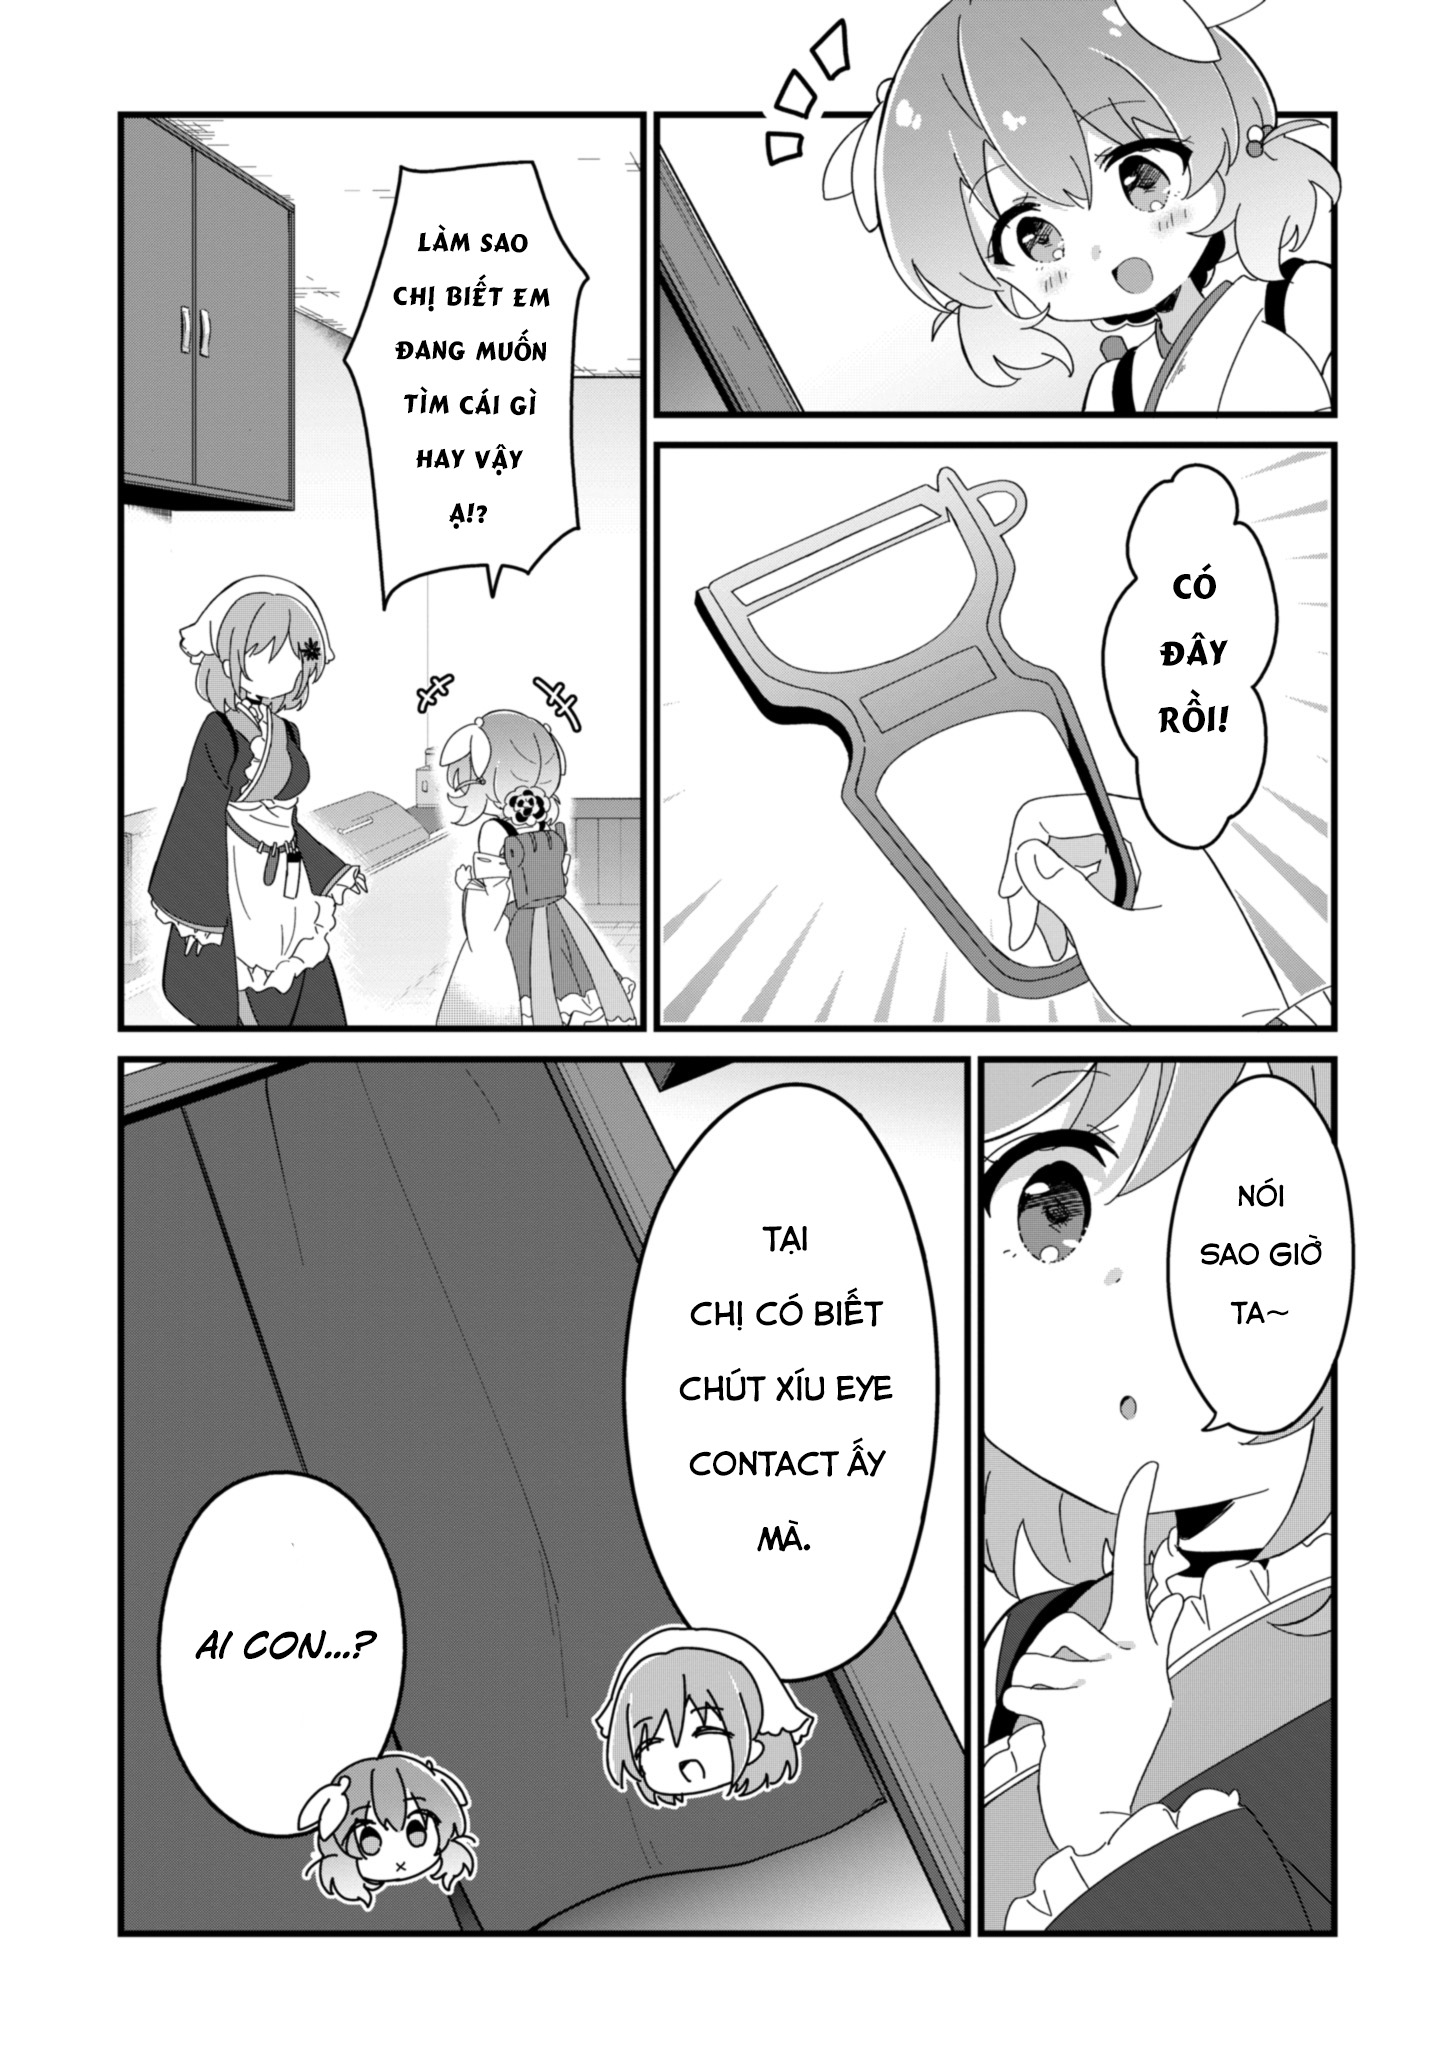 CÓ
ĐÂY
RỒI!
LÀM SAO
CHỊ BIẾT EM
ĐANG MUỐN
TÌM CÁI GÌ
HAY VẬY
Ạ!?
NÓI
SAO GIỜ
TA~
TẠI
CHỊ CÓ BIẾT
CHÚT XÍU EYE
CONTACT ẤY
MÀ.
AI CON...?